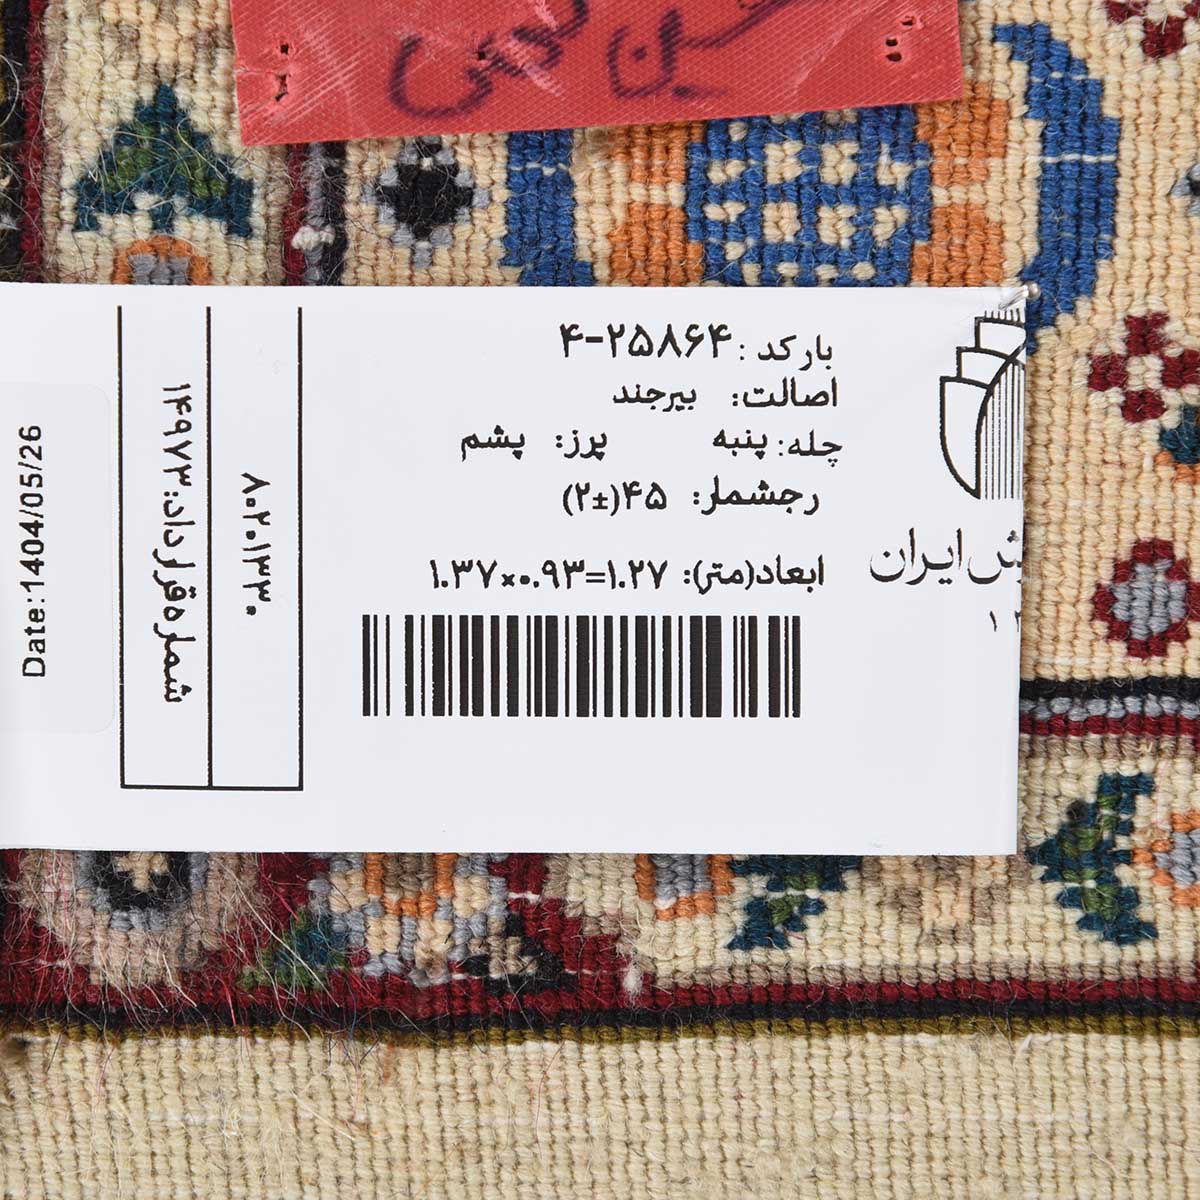 بارکد: ۴-۲۵۸۶۴
اصالت: بیرجند
چله: پنبه پرز: پشم
رجشمار: ۴۵(±۲)
ابعاد(متر): ۱.۳۷×۰.۹۳=۱.۲۷
ش ایران
۸۰۲۰۱۳۳۰
شماره قرارداد: ۱۴۹۷۳
Date:1404/05/26